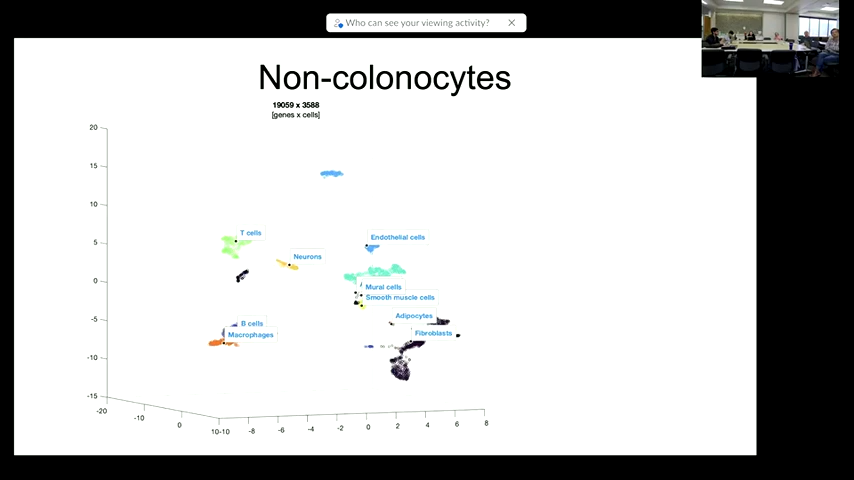 Who can see your viewing activity?
Non-colonocytes
19059 x 3588
[genes x cells]
20
15
10
5
0
-5
-10
-15
T cells
Endothelial cells
Neurons
Mural cells
Smooth muscle cells
Adipocytes
B cells
Macrophages
Fibroblasts
-20
-10
0
10-10
-8
-6
-4
-2
0
2
4
6
8